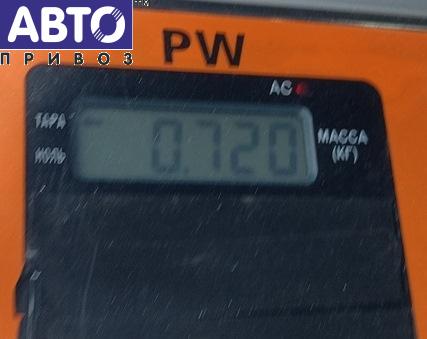 АВТО
ПРИВОЗ
PW
AC
ТАРА
0.720
МАССА
НОЛЬ
(КГ)